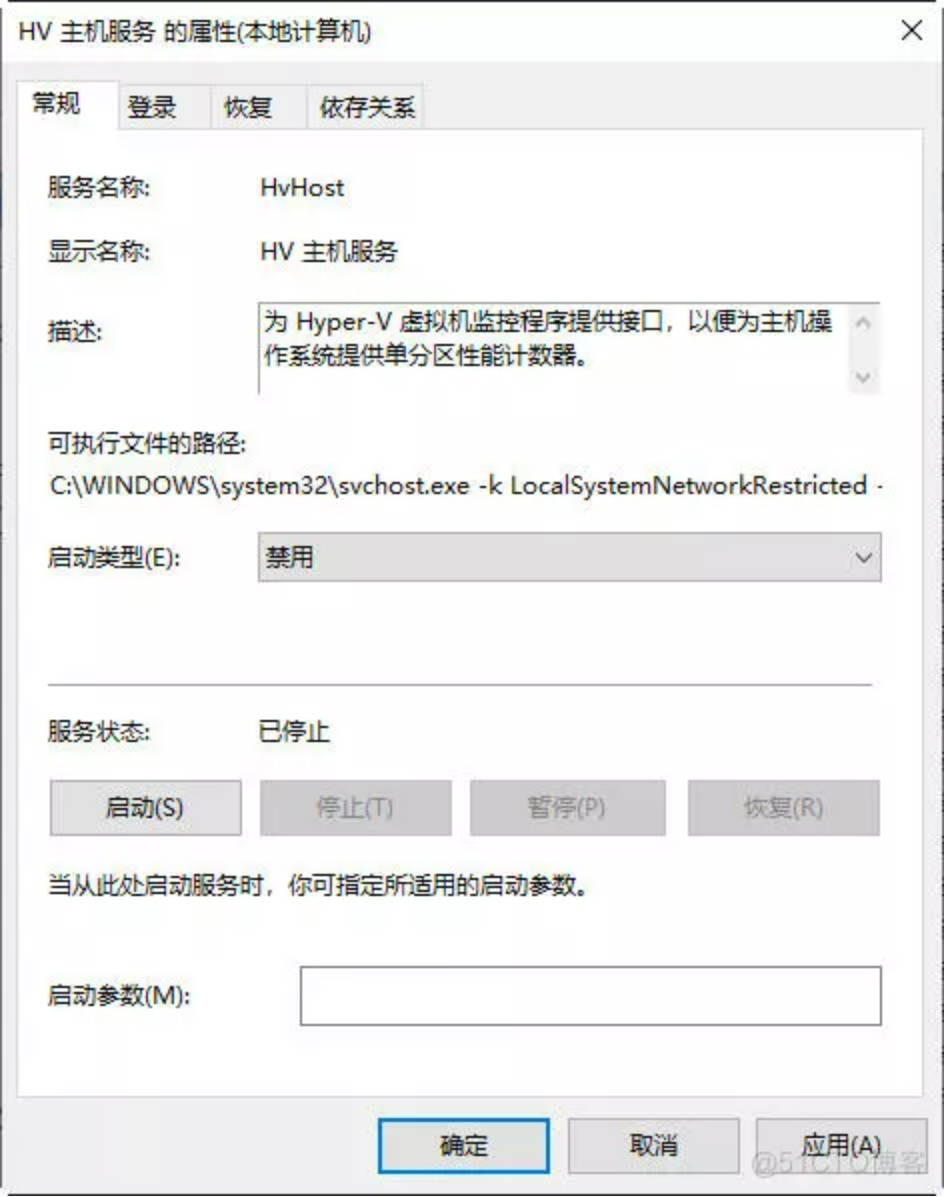 HV 主机服务 的属性(本地计算机)
常规 登录 恢复 依存关系
服务名称: HvHost
显示名称: HV 主机服务
描述: 为 Hyper-V 虚拟机监控程序提供接口，以便为主机操
作系统提供单分区性能计数器。
可执行文件的路径:
C:\WINDOWS\system32\svchost.exe -k LocalSystemNetworkRestricted -
启动类型(E): 禁用
服务状态: 已停止
启动(S) 停止(T) 暂停(P) 恢复(R)
当从此处启动服务时，你可指定所适用的启动参数。
启动参数(M):
确定 取消 应用(A)
@51CTO博客